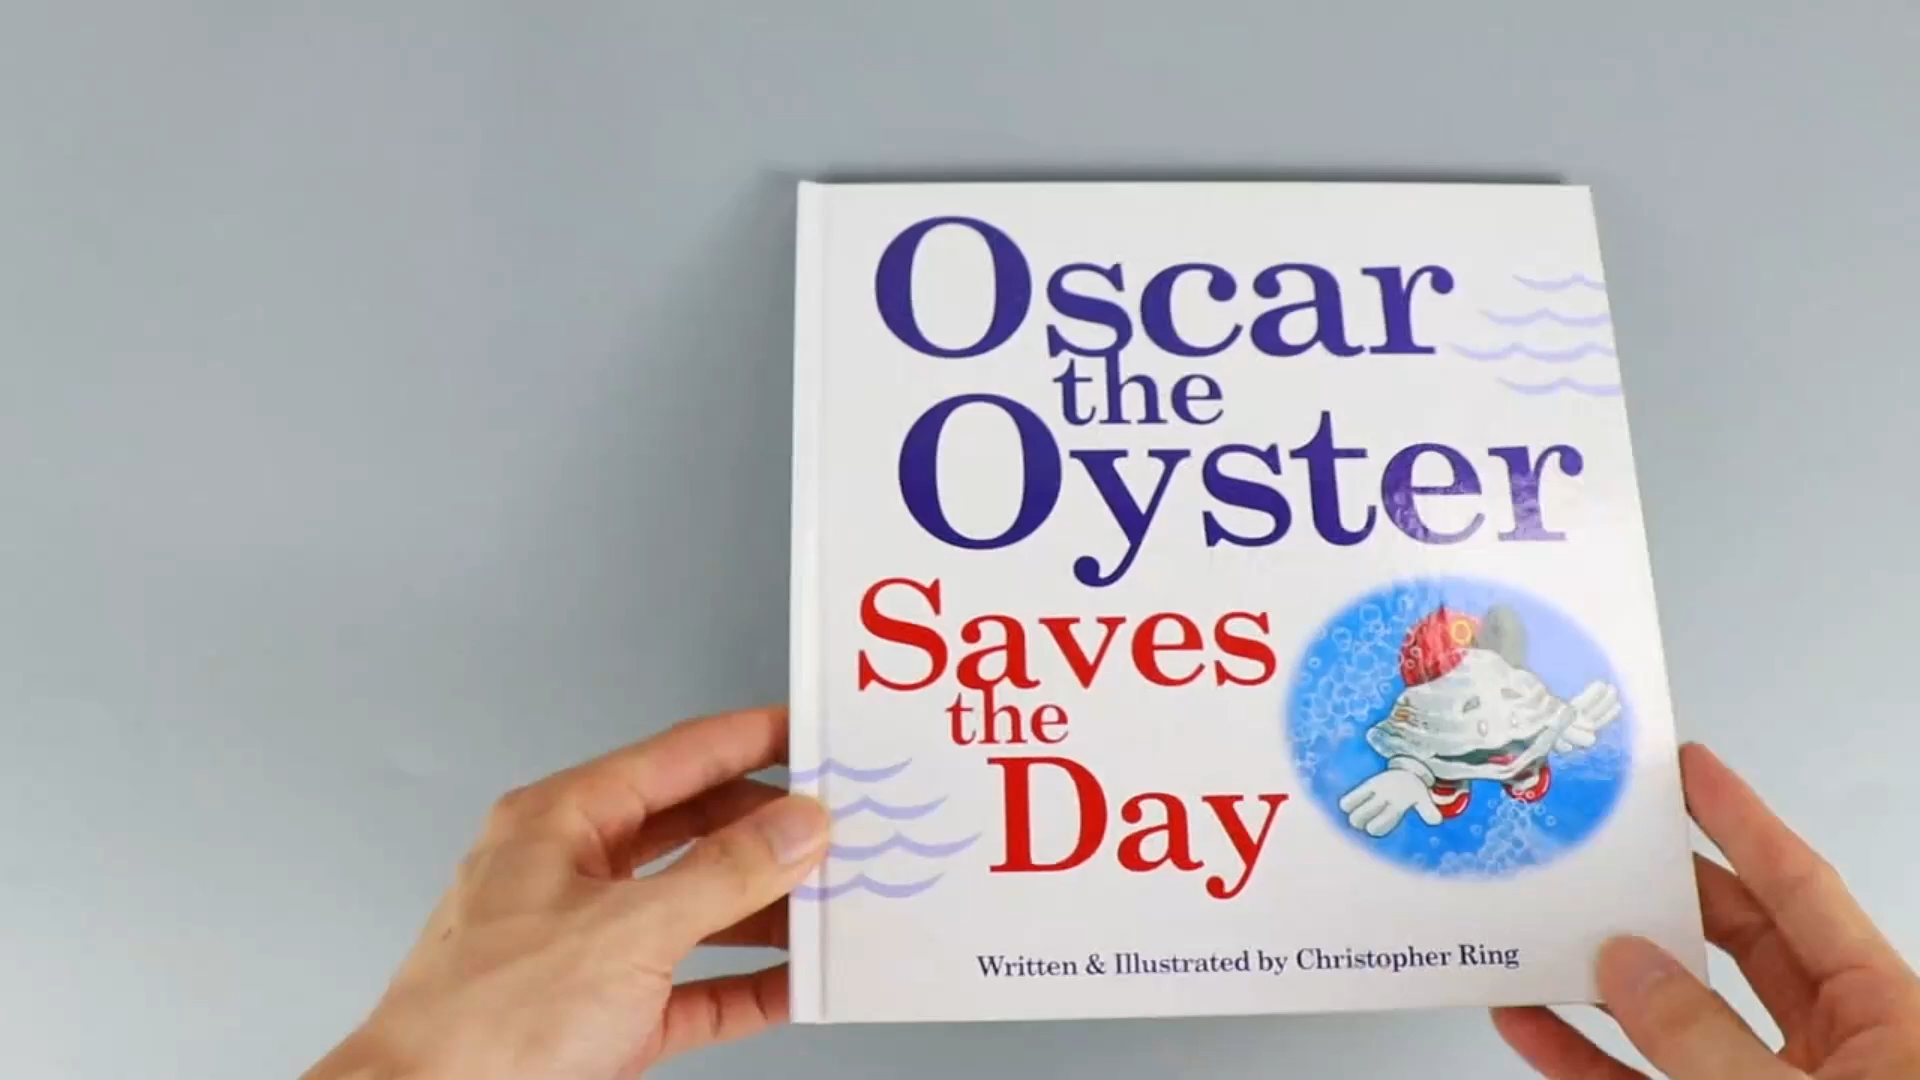 Oscar
the
Oyster
Saves
the
Day
Written & Illustrated by Christopher Ring